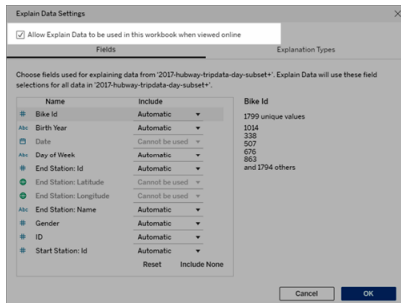 Explain Data Settings
Allow Explain Data to be used in this workbook when viewed online
Fields
Explanation Types
Choose fields used for explaining data from '2017-hubway-tripdata-day-subset+'. Explain Data will use these field
selections for all data in '2017-hubway-tripdata-day-subset+'.
Name Include
# Bike Id Automatic
Abc Birth Year Automatic
Date Cannot be used
Abc Day of Week Automatic
# End Station: Id Automatic
End Station: Latitude Cannot be used
End Station: Longitude Cannot be used
Abc End Station: Name Automatic
# Gender Automatic
# ID Automatic
# Start Station: Id Automatic
Reset Include None
Bike Id
1799 unique values
1014
338
507
676
863
and 1794 others
Cancel OK